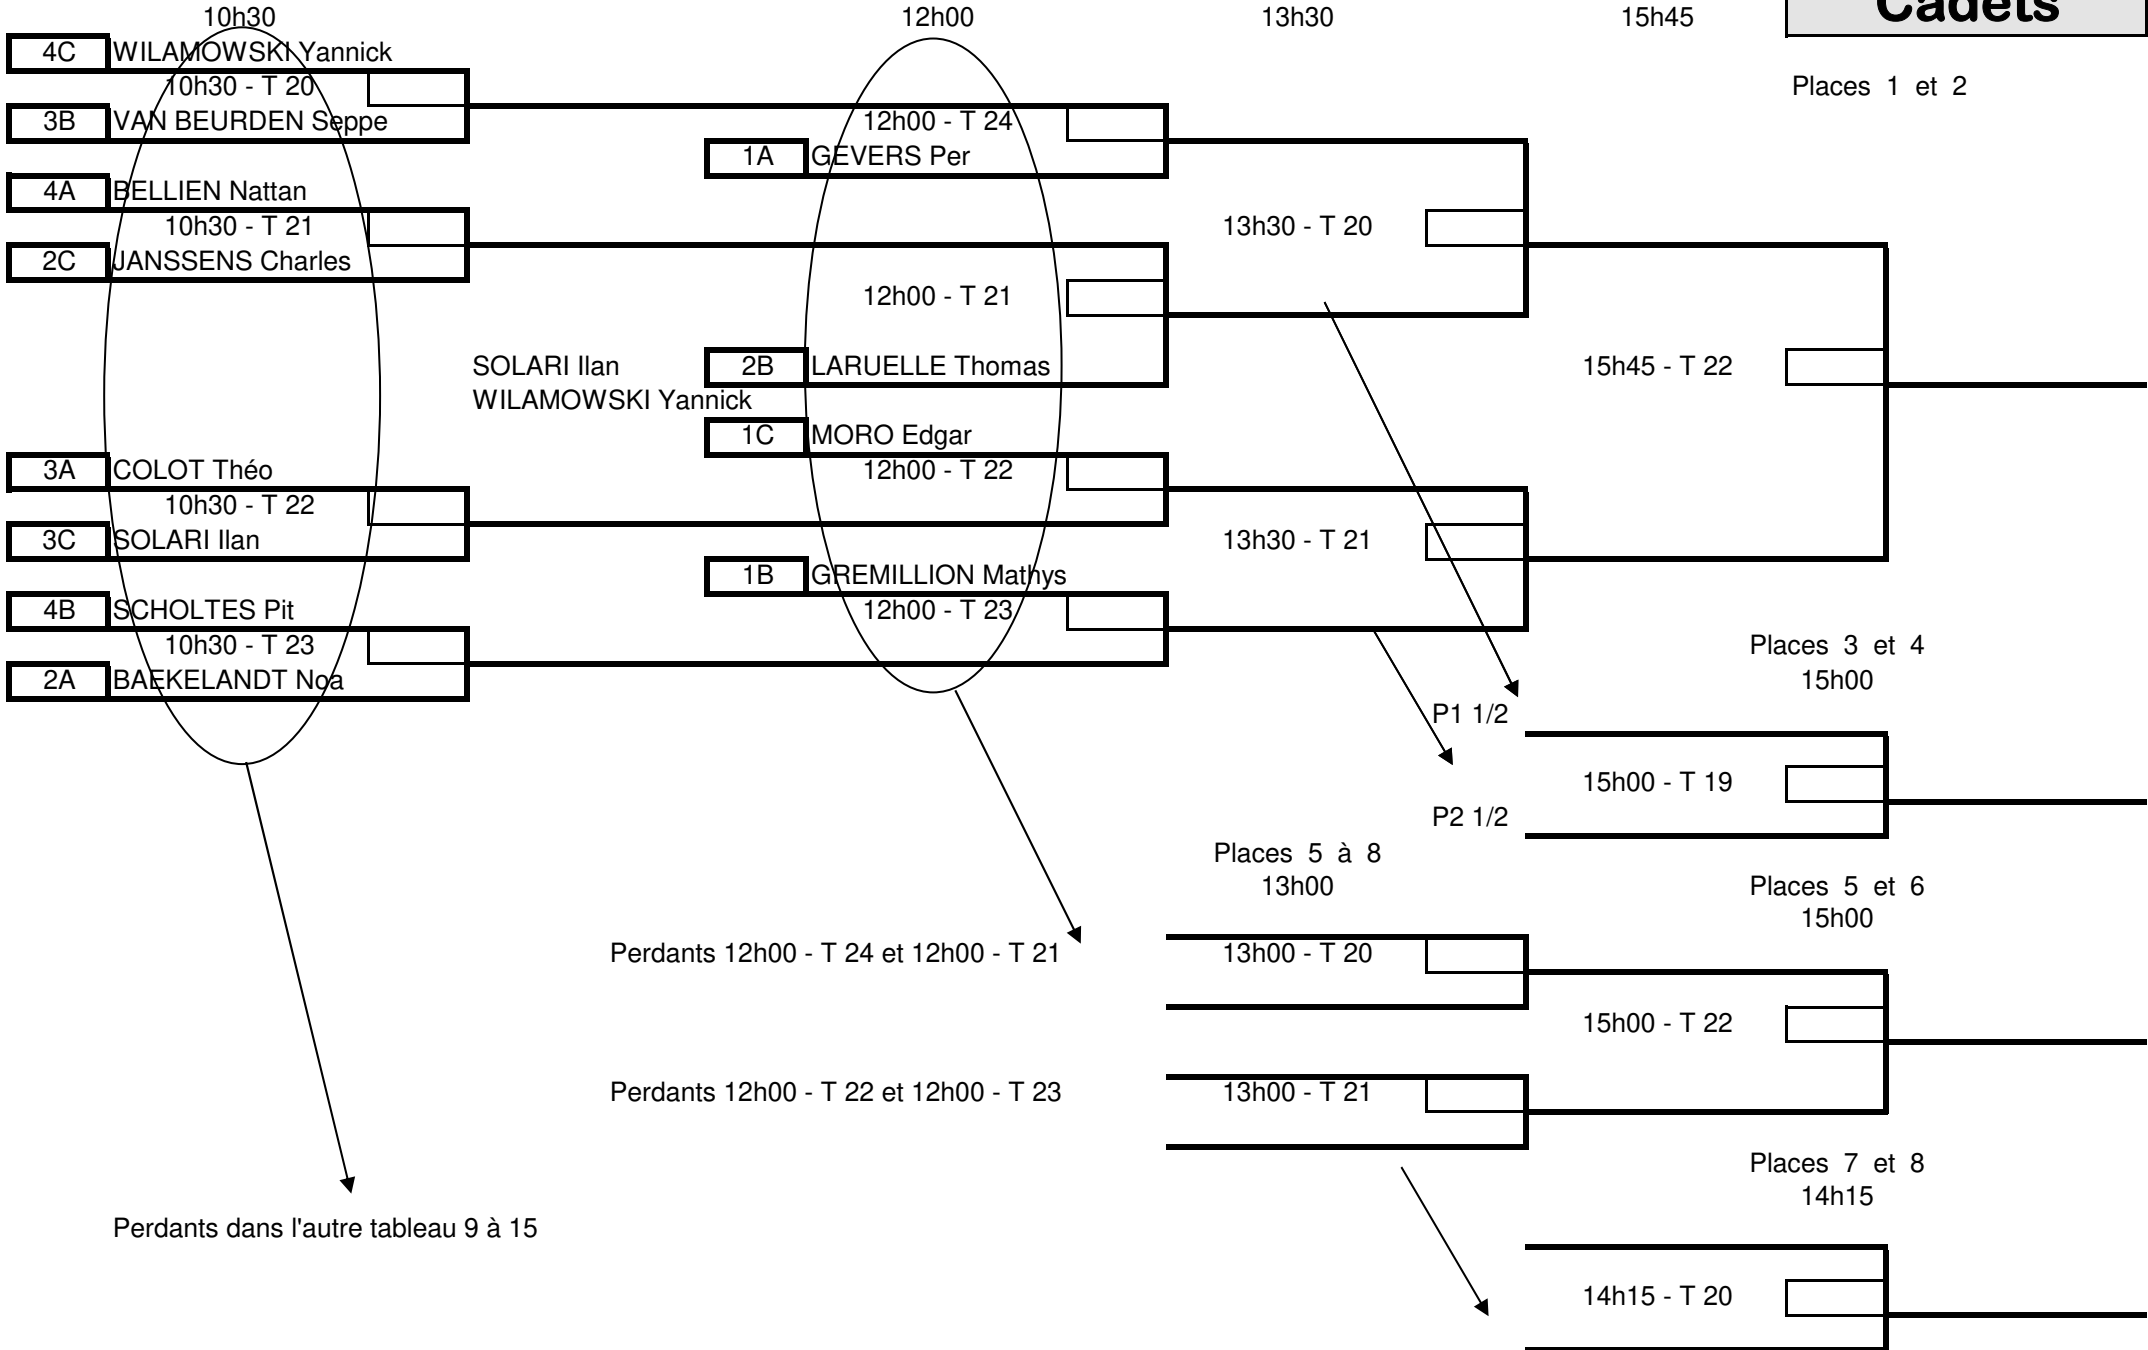 10h30 12h00 13h30 15h45 Cadets
4C WILAMOWSKI Yannick
10h30 - T 20 Places 1 et 2
3B VAN BEURDEN Seppe 12h00 - T 24
1A GEVERS Per
4A BELLIEN Nattan
10h30 - T 21 13h30 - T 20
2C JANSSENS Charles
12h00 - T 21
SOLARI Ilan 2B LARUELLE Thomas 15h45 - T 22
WILAMOWSKI Yannick
1C MORO Edgar
3A COLOT Théo 12h00 - T 22
10h30 - T 22
3C SOLARI Ilan 13h30 - T 21
1B GREMILLION Mathys
4B SCHOLTES Pit 12h00 - T 23
10h30 - T 23 Places 3 et 4
2A BAEKELANDT Noa 15h00
P1 1/2
15h00 - T 19
P2 1/2
Places 5 à 8
13h00 Places 5 et 6
15h00
Perdants 12h00 - T 24 et 12h00 - T 21 13h00 - T 20
15h00 - T 22
Perdants 12h00 - T 22 et 12h00 - T 23 13h00 - T 21
Places 7 et 8
14h15
Perdants dans l'autre tableau 9 à 15
14h15 - T 20